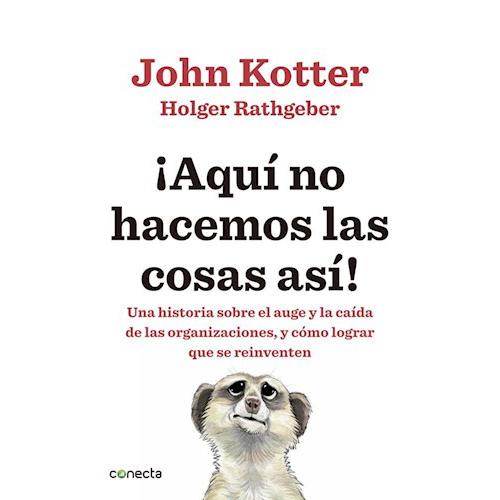 John Kotter
Holger Rathgeber
¡Aquí no
hacemos las
cosas así!
Una historia sobre el auge y la caída
de las organizaciones, y cómo lograr
que se reinventen
conecta